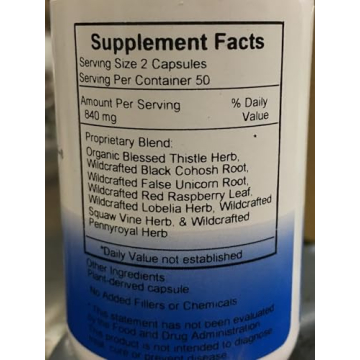 Supplement Facts
Serving Size 2 Capsules
Serving Per Container 50
Amount Per Serving % Daily
840 mg Value
Proprietary Blend:
Organic Blessed Thistle Herb,
Wildcrafted Black Cohosh Root,
Wildcrafted False Unicorn Root,
Wildcrafted Red Raspberry Leaf,
Wildcrafted Lobelia Herb, Wildcrafted
Squaw Vine Herb, & Wildcrafted
Pennyroyal Herb
*Daily Value not established
Other Ingredients:
Plant-derived capsule.
No Added Fillers or Chemicals
*This statement has not been evaluated
the Food and Drug Administration
product is not intended to diagnose